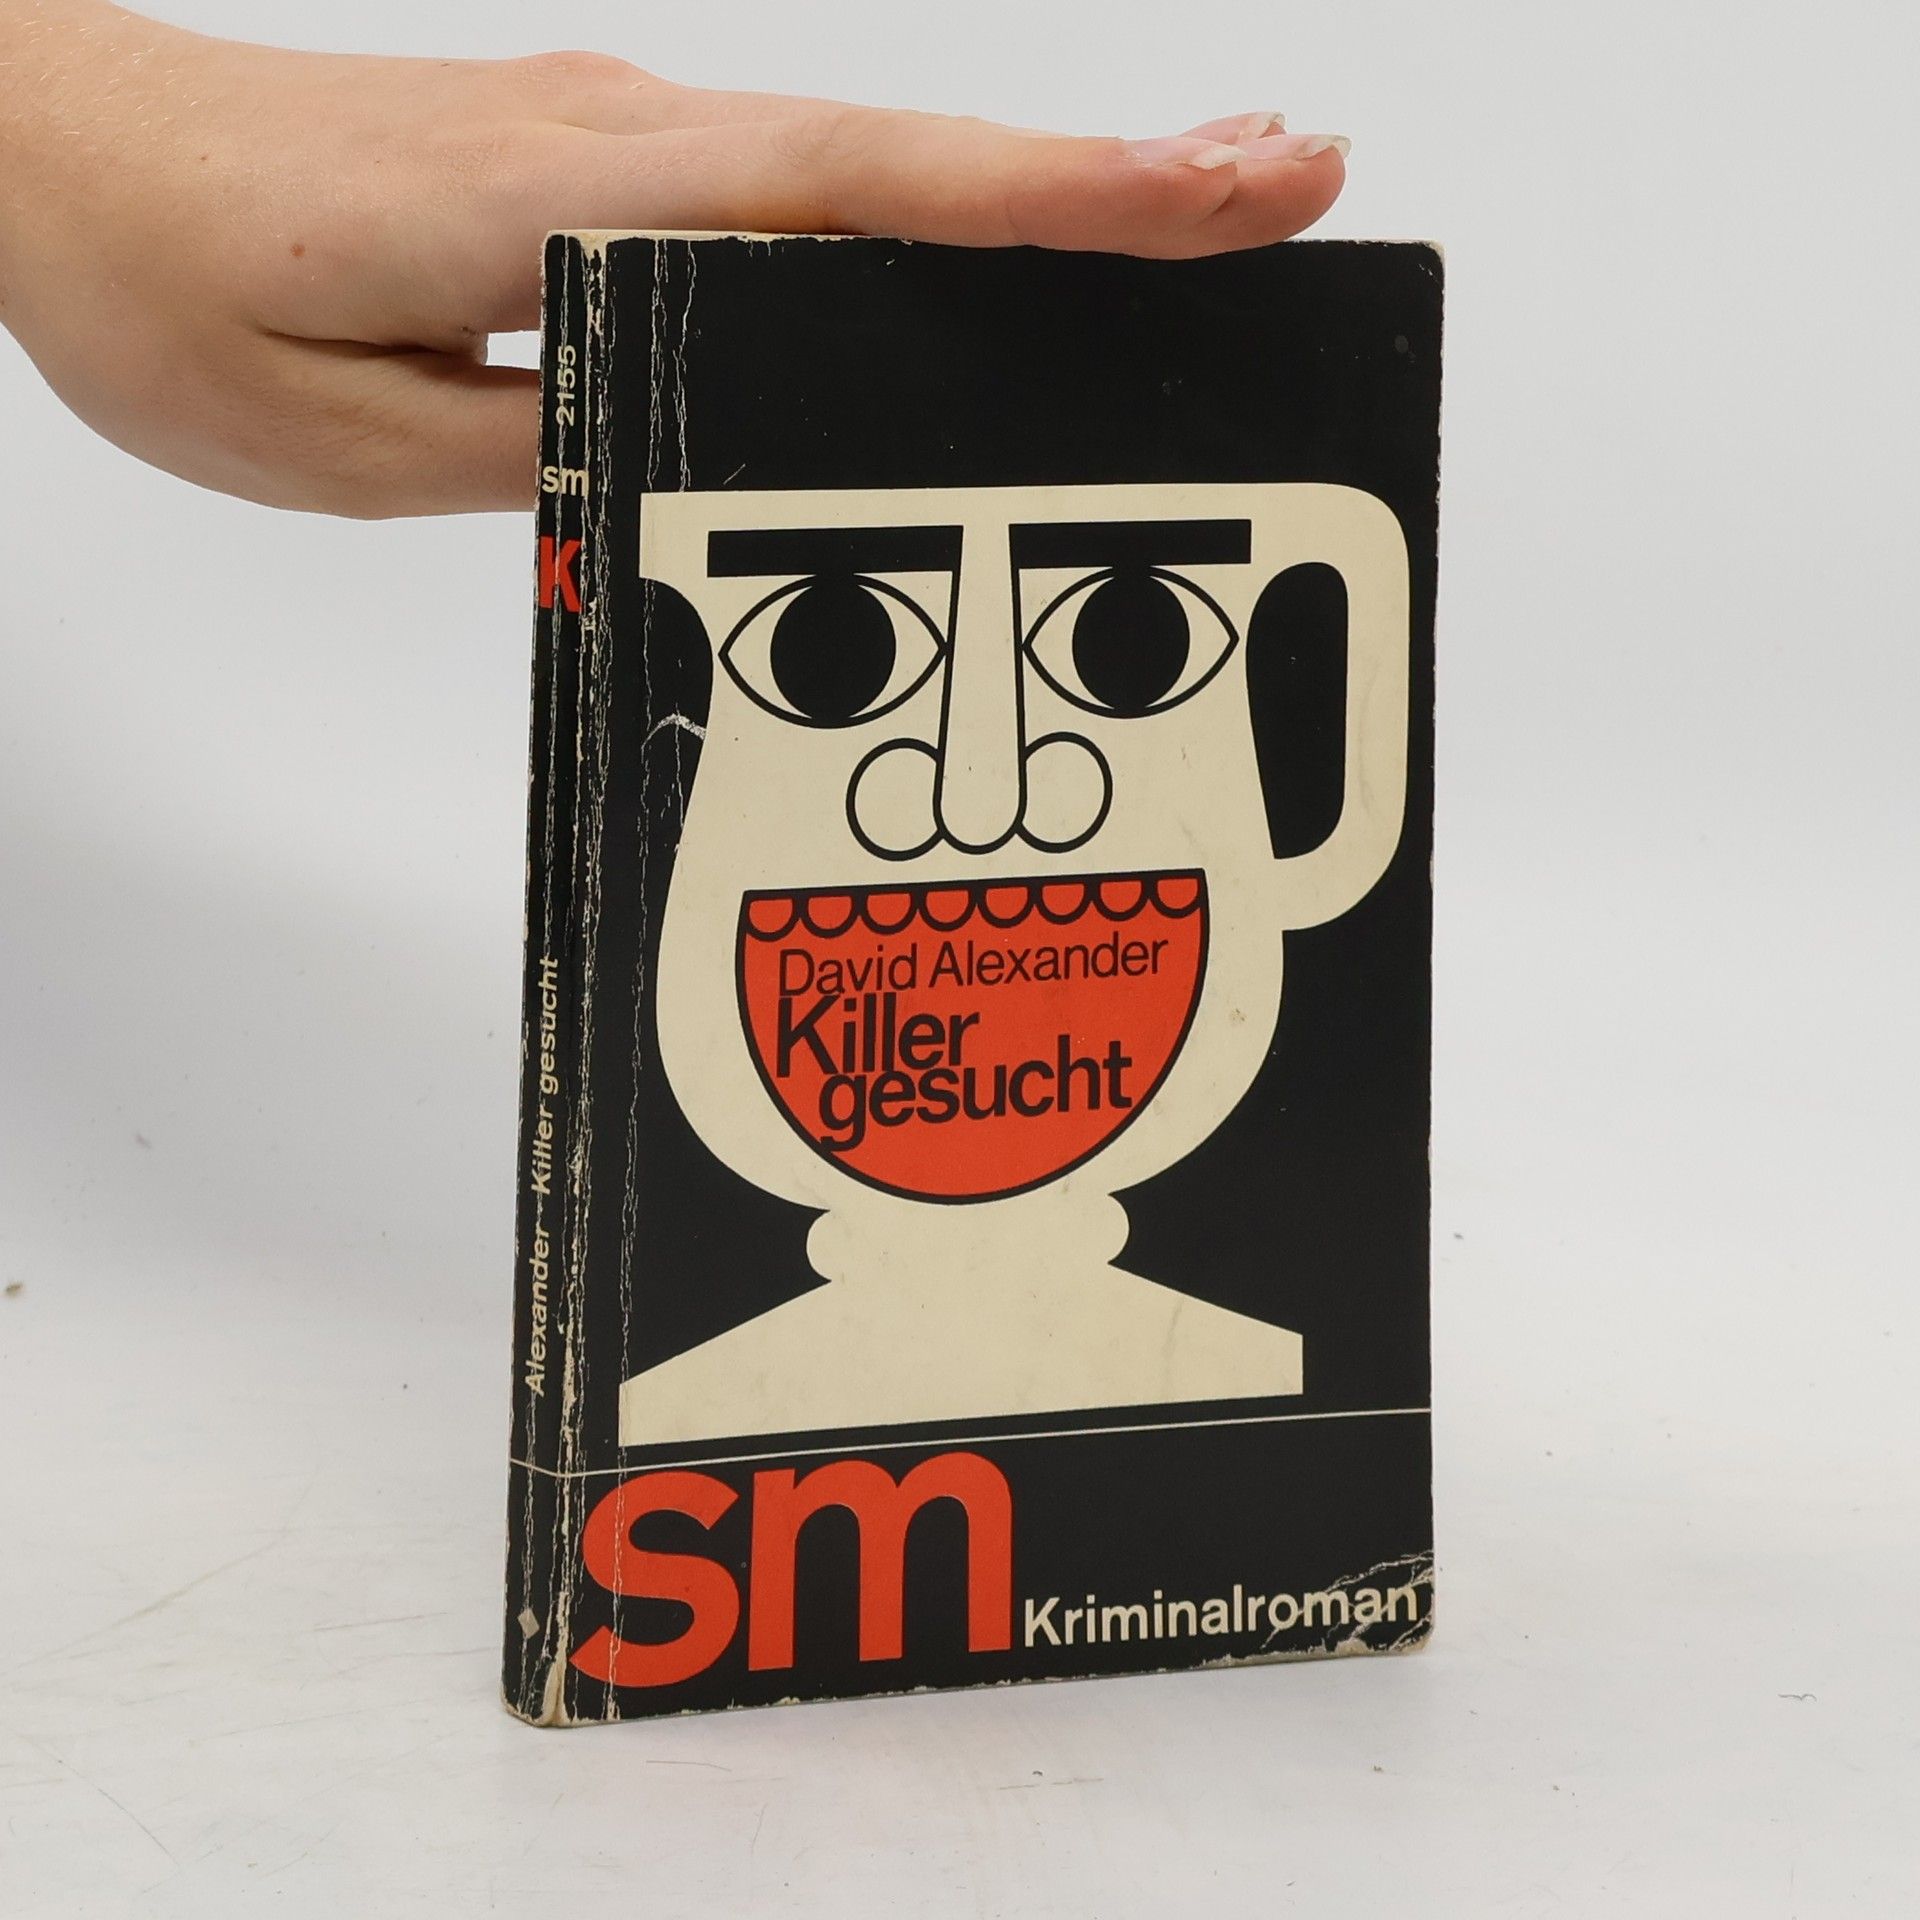 2155
sm
K
Alexander · Killer gesucht
David Alexander
Killer
gesucht
sm
Kriminalroman